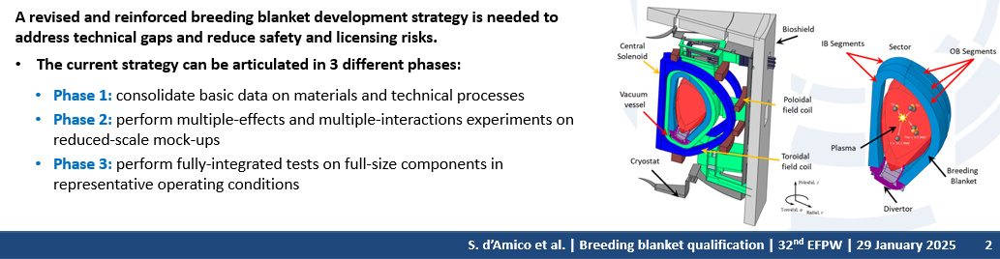 A revised and reinforced breeding blanket development strategy is needed to
address technical gaps and reduce safety and licensing risks.
• The current strategy can be articulated in 3 different phases:
• Phase 1: consolidate basic data on materials and technical processes
• Phase 2: perform multiple-effects and multiple-interactions experiments on
reduced-scale mock-ups
• Phase 3: perform fully-integrated tests on full-size components in
representative operating conditions
Bioshield
Central
Solenoid
Vacuum
vessel
Poloidal
field coil
Toroidal
field coil
Cryostat
Poloidal, z
Toroidal, φ
Radial, r
IB Segments
Sector
OB Segments
Plasma
Breeding
Blanket
Divertor
S. d'Amico et al. | Breeding blanket qualification | 32nd EFPW | 29 January 2025
2